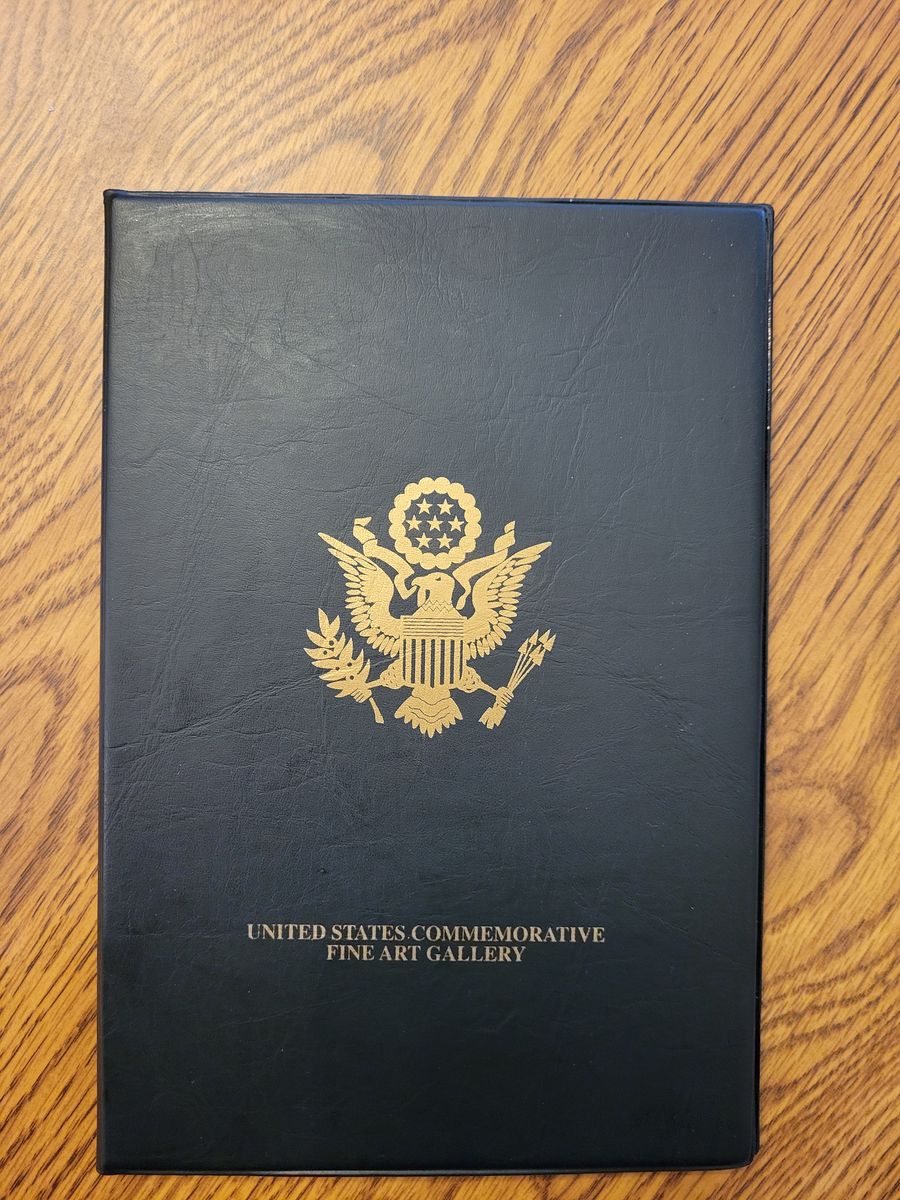 UNITED STATES COMMEMORATIVE
FINE ART GALLERY